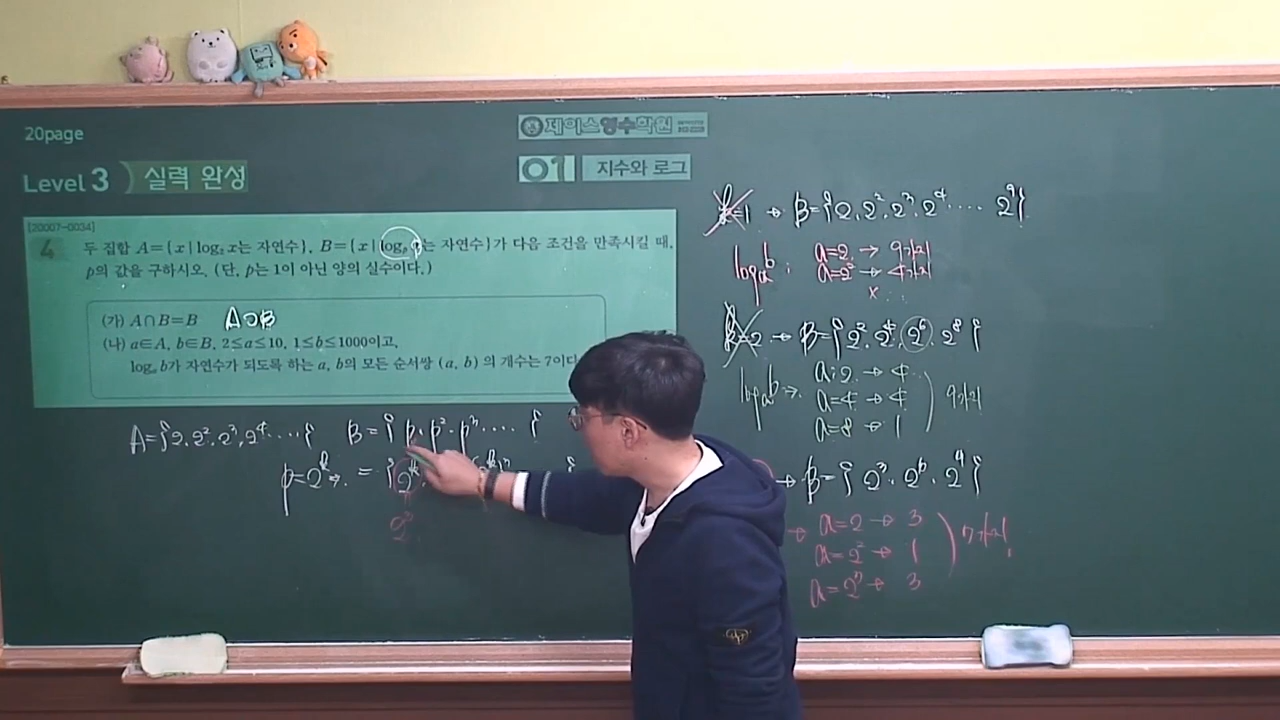 20page
제이스영수학원
Level 3 실력 완성
01 지수와 로그
[20007-0034]
4 두 집합 A={x|log₂ x는 자연수}, B={x|logₚ x는 자연수}가 다음 조건을 만족시킬 때,
p의 값을 구하시오. (단, p는 1이 아닌 양의 실수이다.)
(가) A∩B=B A⊃B
(나) a∈A, b∈B, 2≤a≤10, 1≤b≤1000이고,
logₐ b가 자연수가 되도록 하는 a, b의 모든 순서쌍 (a, b)의 개수는 7이다
A={2, 2², 2³, 2⁴, ....} B={p, p², p³, ....}
p=2ᵏ → = {2ᵏ,
2³
k=1 → B={2, 2², 2³, 2⁴, .... 2⁹}
logₐb : a=2 → 9가지
a=2² → 4가지
x
k=2 → B={2², 2⁴, 2⁶, 2⁸}
logₐb → a=2 → 4
a=4 → 4
a=8 → 1
9가지
→ B={2³, 2⁶, 2⁹}
→ a=2 → 3
a=2² → 1
a=2³ → 3
7가지